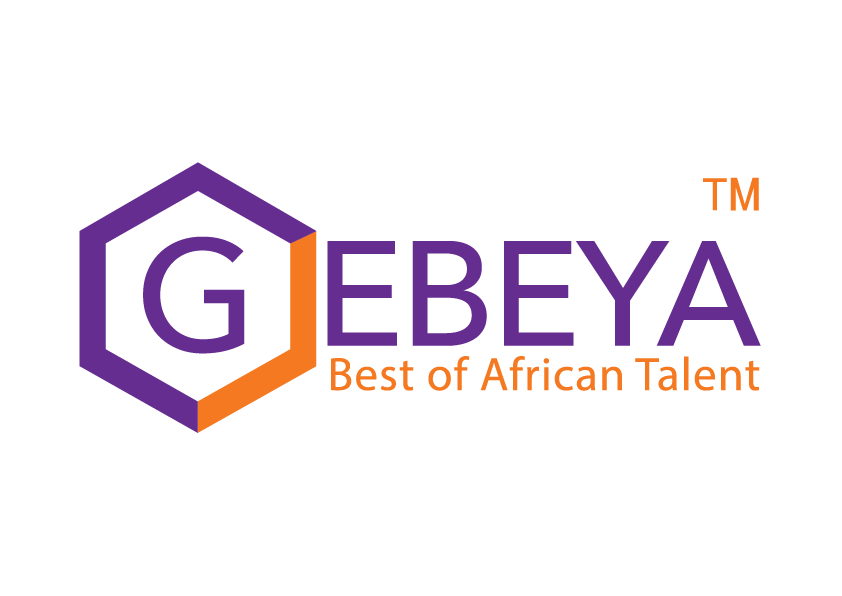 TM
GEBEYA
Best of African Talent